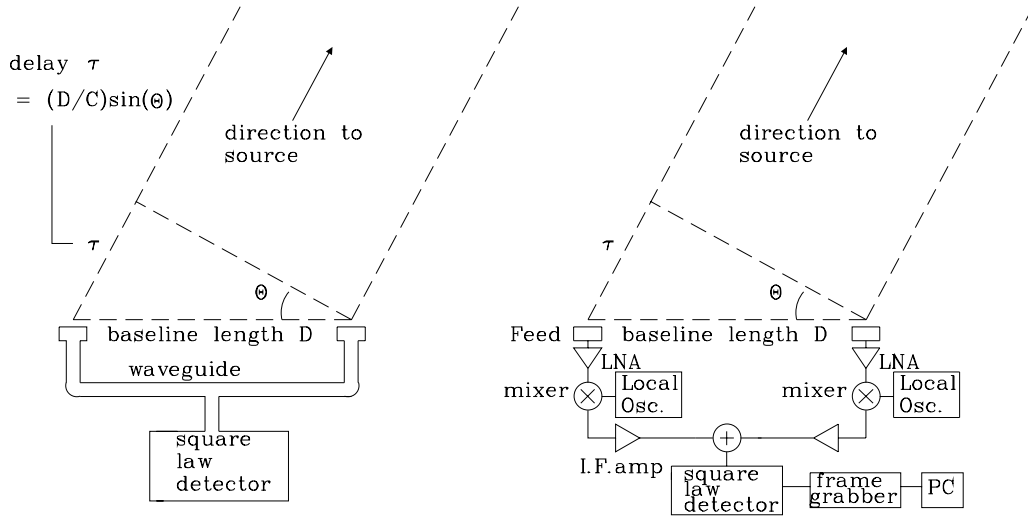 delay τ
= (D/C)sin(Θ)
direction to
source
τ
Θ
baseline length D
waveguide
square
law
detector
direction to
source
τ
Θ
Feed
baseline length D
LNA
LNA
mixer
Local
Osc.
mixer
Local
Osc.
I.F.amp
square
law
detector
frame
grabber
PC